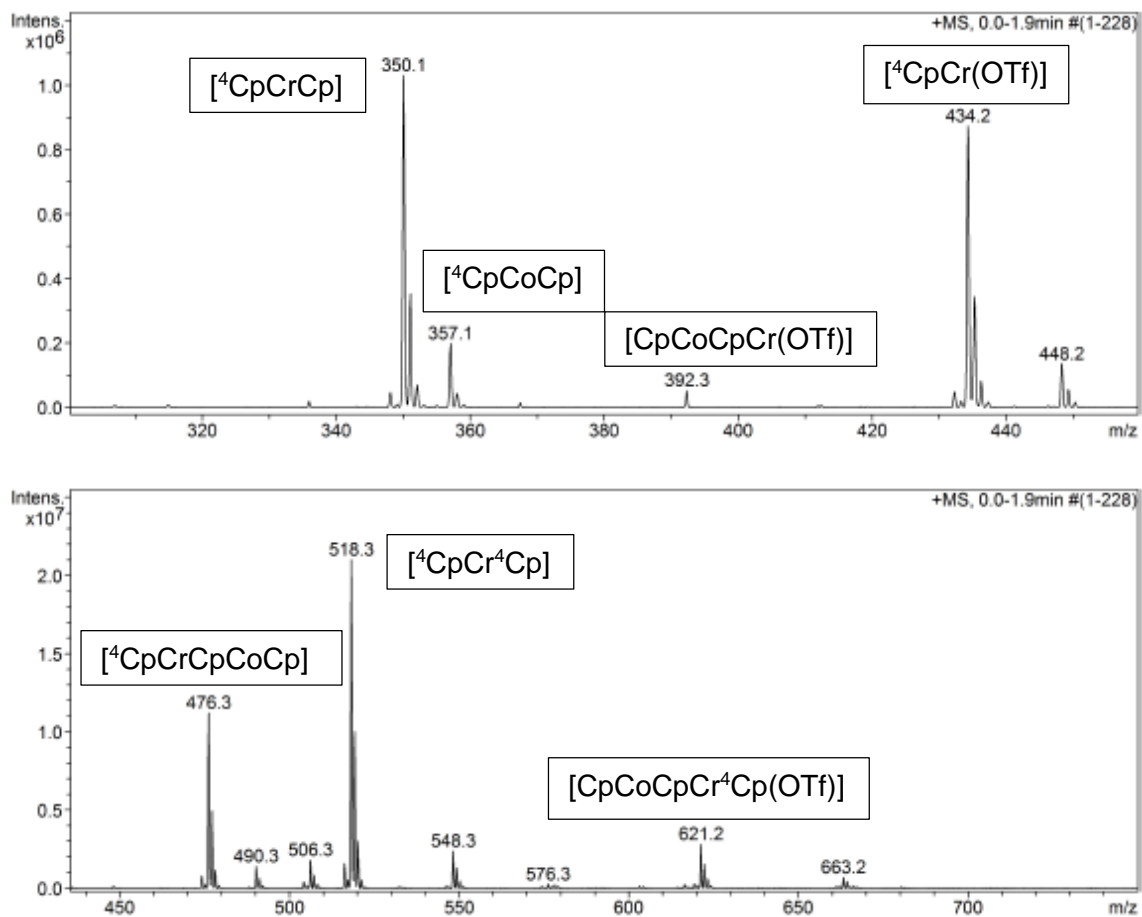 Intens.
x10⁶
+MS, 0.0-1.9min #(1-228)
[⁴CpCrCp]
350.1
[⁴CpCr(OTf)]
434.2
1.0
0.8
0.6
0.4
0.2
0.0
[⁴CpCoCp]
357.1
[CpCoCpCr(OTf)]
392.3
448.2
320
340
360
380
400
420
440
m/z
Intens.
x10⁷
+MS, 0.0-1.9min #(1-228)
518.3
[⁴CpCr⁴Cp]
2.0
1.5
1.0
0.5
0.0
[⁴CpCrCpCoCp]
476.3
490.3
506.3
548.3
576.3
[CpCoCpCr⁴Cp(OTf)]
621.2
663.2
450
500
550
600
650
700
m/z